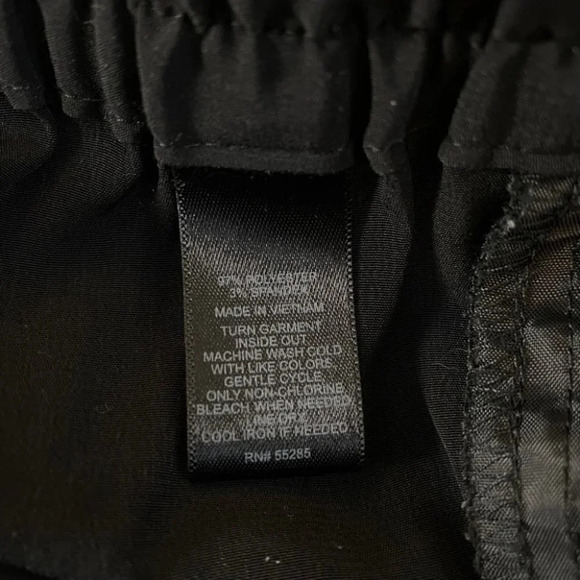 97% POLYESTER
3% SPANDEX
MADE IN VIETNAM
TURN GARMENT
INSIDE OUT
MACHINE WASH COLD
WITH LIKE COLORS
GENTLE CYCLE
ONLY NON-CHLORINE
BLEACH WHEN NEEDED
LINE DRY
COOL IRON IF NEEDED
RN# 55285